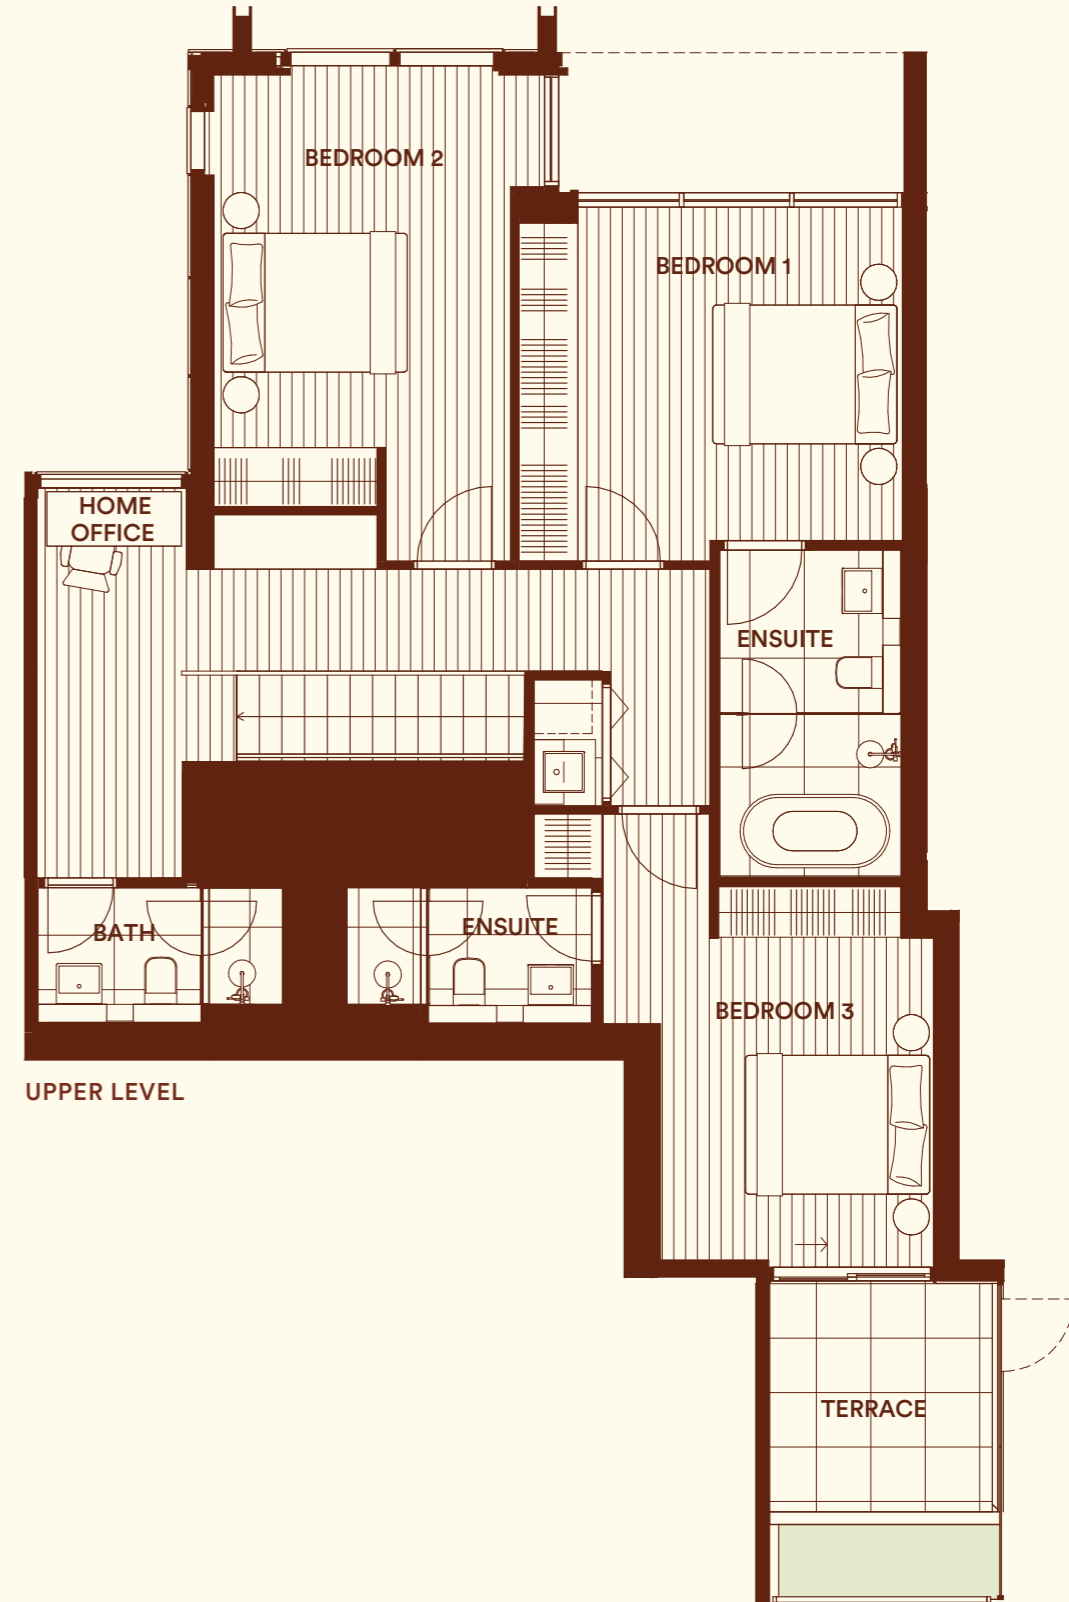 BEDROOM 2
BEDROOM 1
HOME
OFFICE
ENSUITE
BATH
ENSUITE
BEDROOM 3
UPPER LEVEL
TERRACE